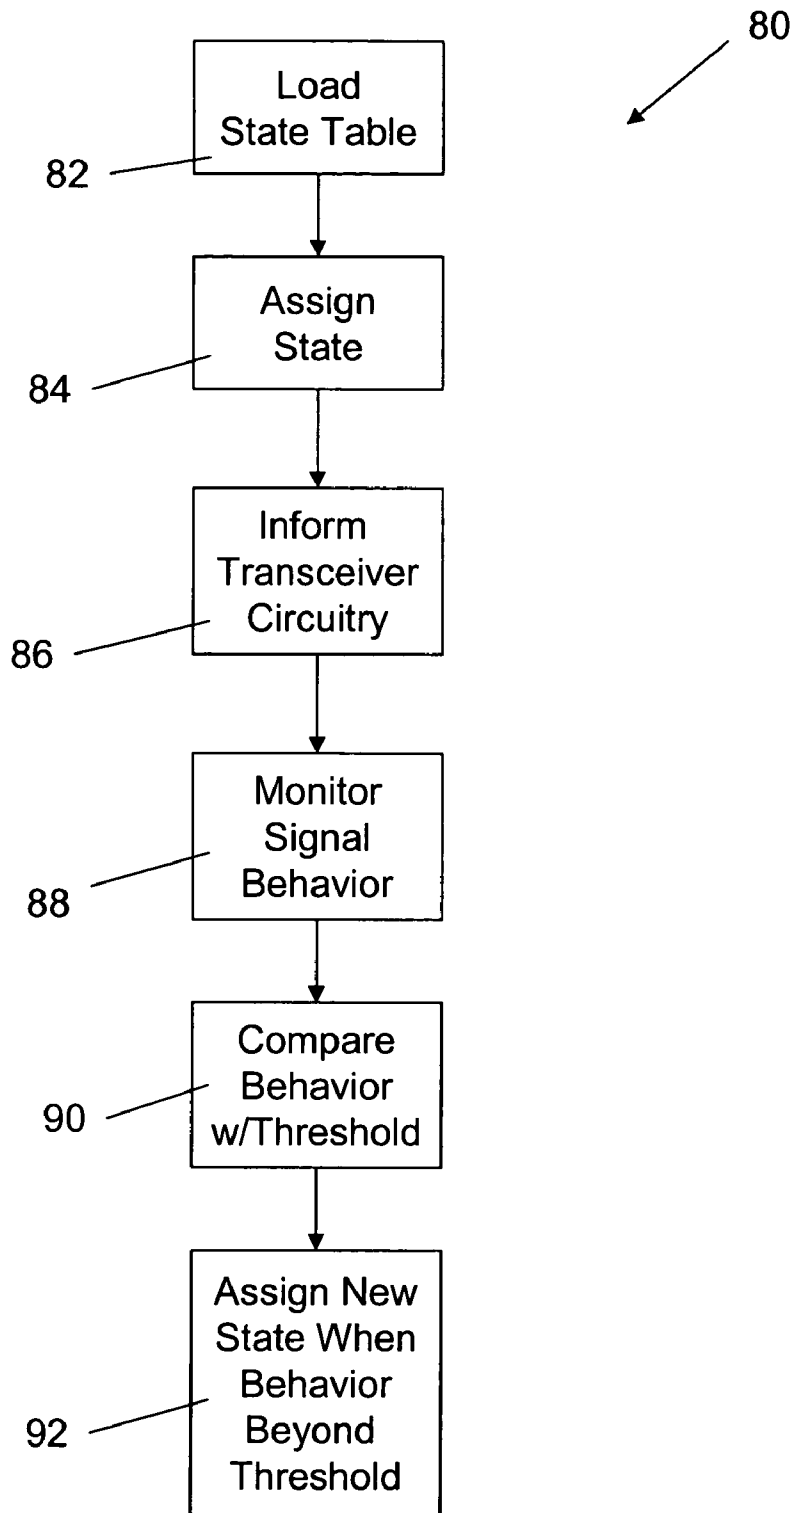 80
Load
State Table
82
Assign
State
84
Inform
Transceiver
Circuitry
86
Monitor
Signal
Behavior
88
Compare
Behavior
w/Threshold
90
Assign New
State When
Behavior
Beyond
Threshold
92